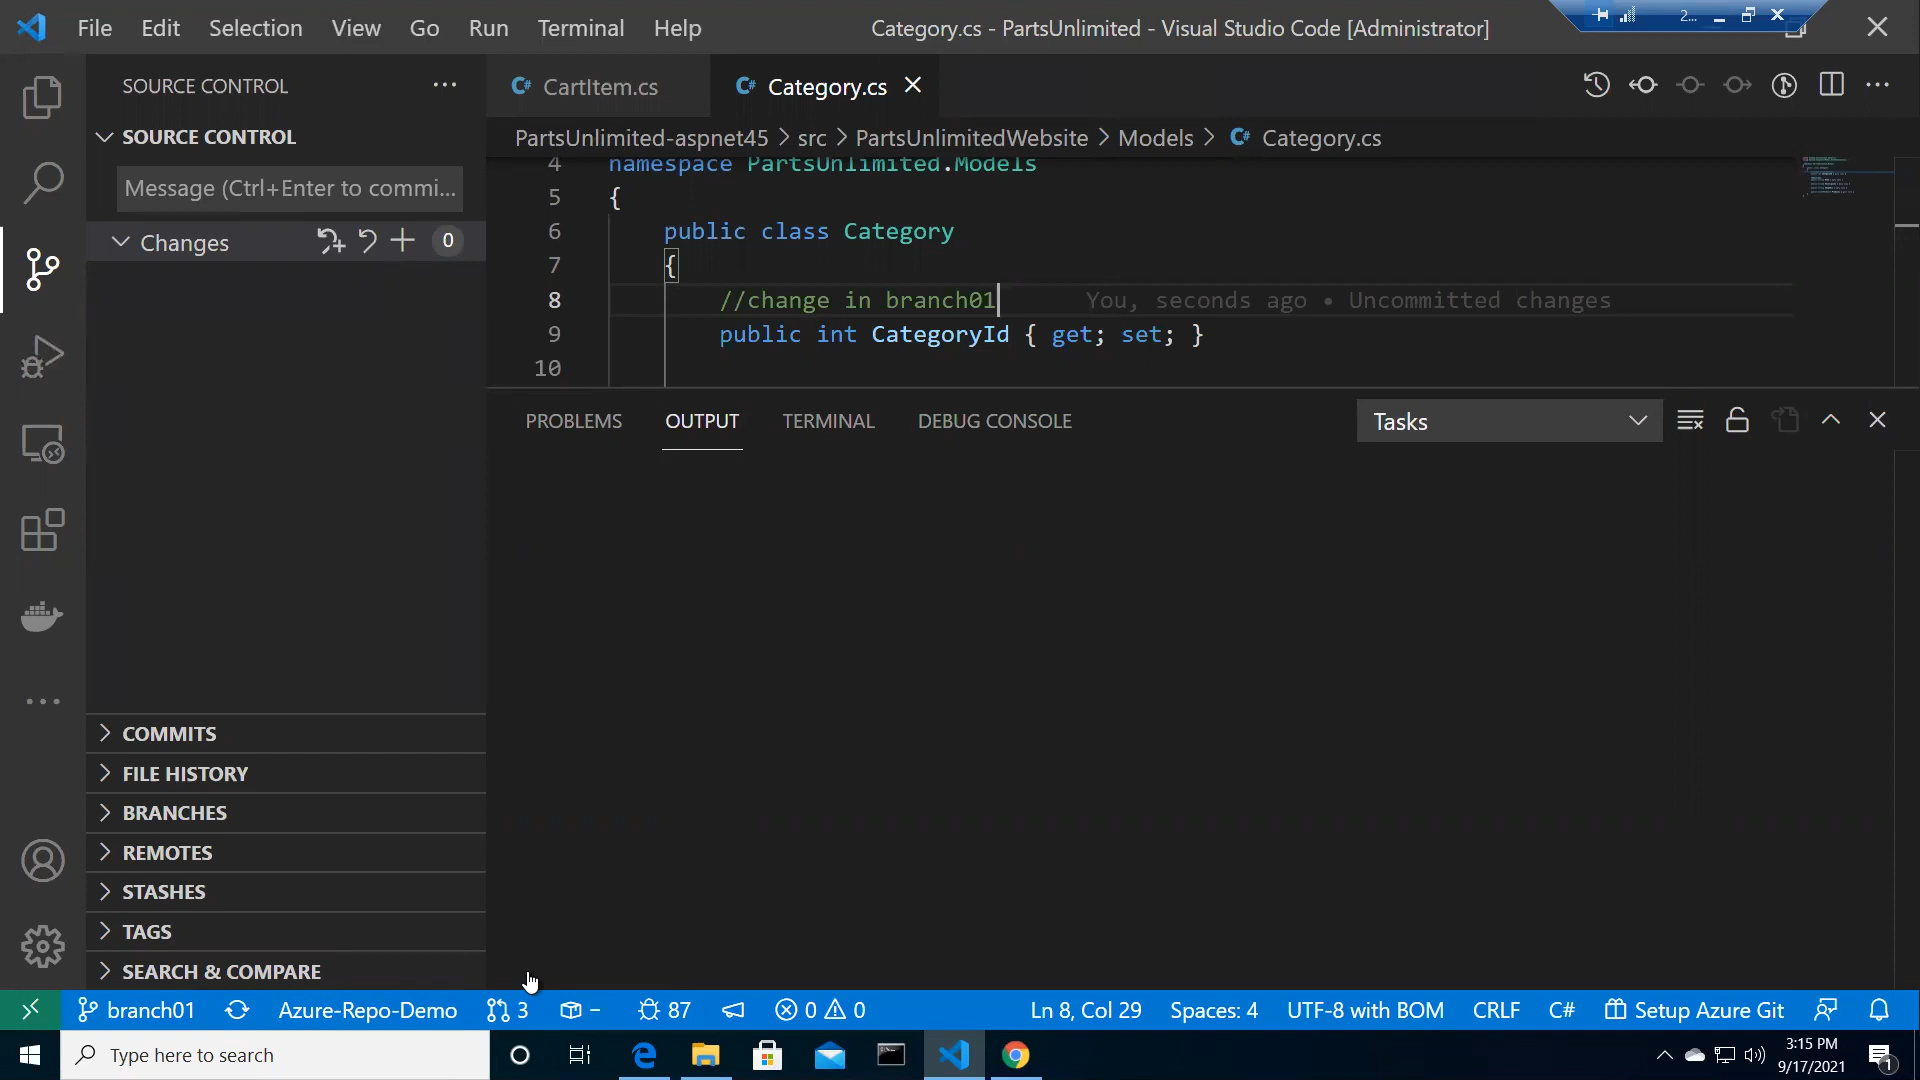 File Edit Selection View Go Run Terminal Help
Category.cs - PartsUnlimited - Visual Studio Code [Administrator]
2...
SOURCE CONTROL
SOURCE CONTROL
Message (Ctrl+Enter to commi...
Changes 0
COMMITS
FILE HISTORY
BRANCHES
REMOTES
STASHES
TAGS
SEARCH & COMPARE
CartItem.cs
Category.cs
PartsUnlimited-aspnet45 > src > PartsUnlimitedWebsite > Models > Category.cs
4 namespace PartsUnlimited.Models
5 {
6 public class Category
7 {
8 //change in branch01 You, seconds ago • Uncommitted changes
9 public int CategoryId { get; set; }
10
PROBLEMS OUTPUT TERMINAL DEBUG CONSOLE
Tasks
branch01 Azure-Repo-Demo 3 - 87 0 0
Ln 8, Col 29 Spaces: 4 UTF-8 with BOM CRLF C# Setup Azure Git
Type here to search
3:15 PM
9/17/2021
1